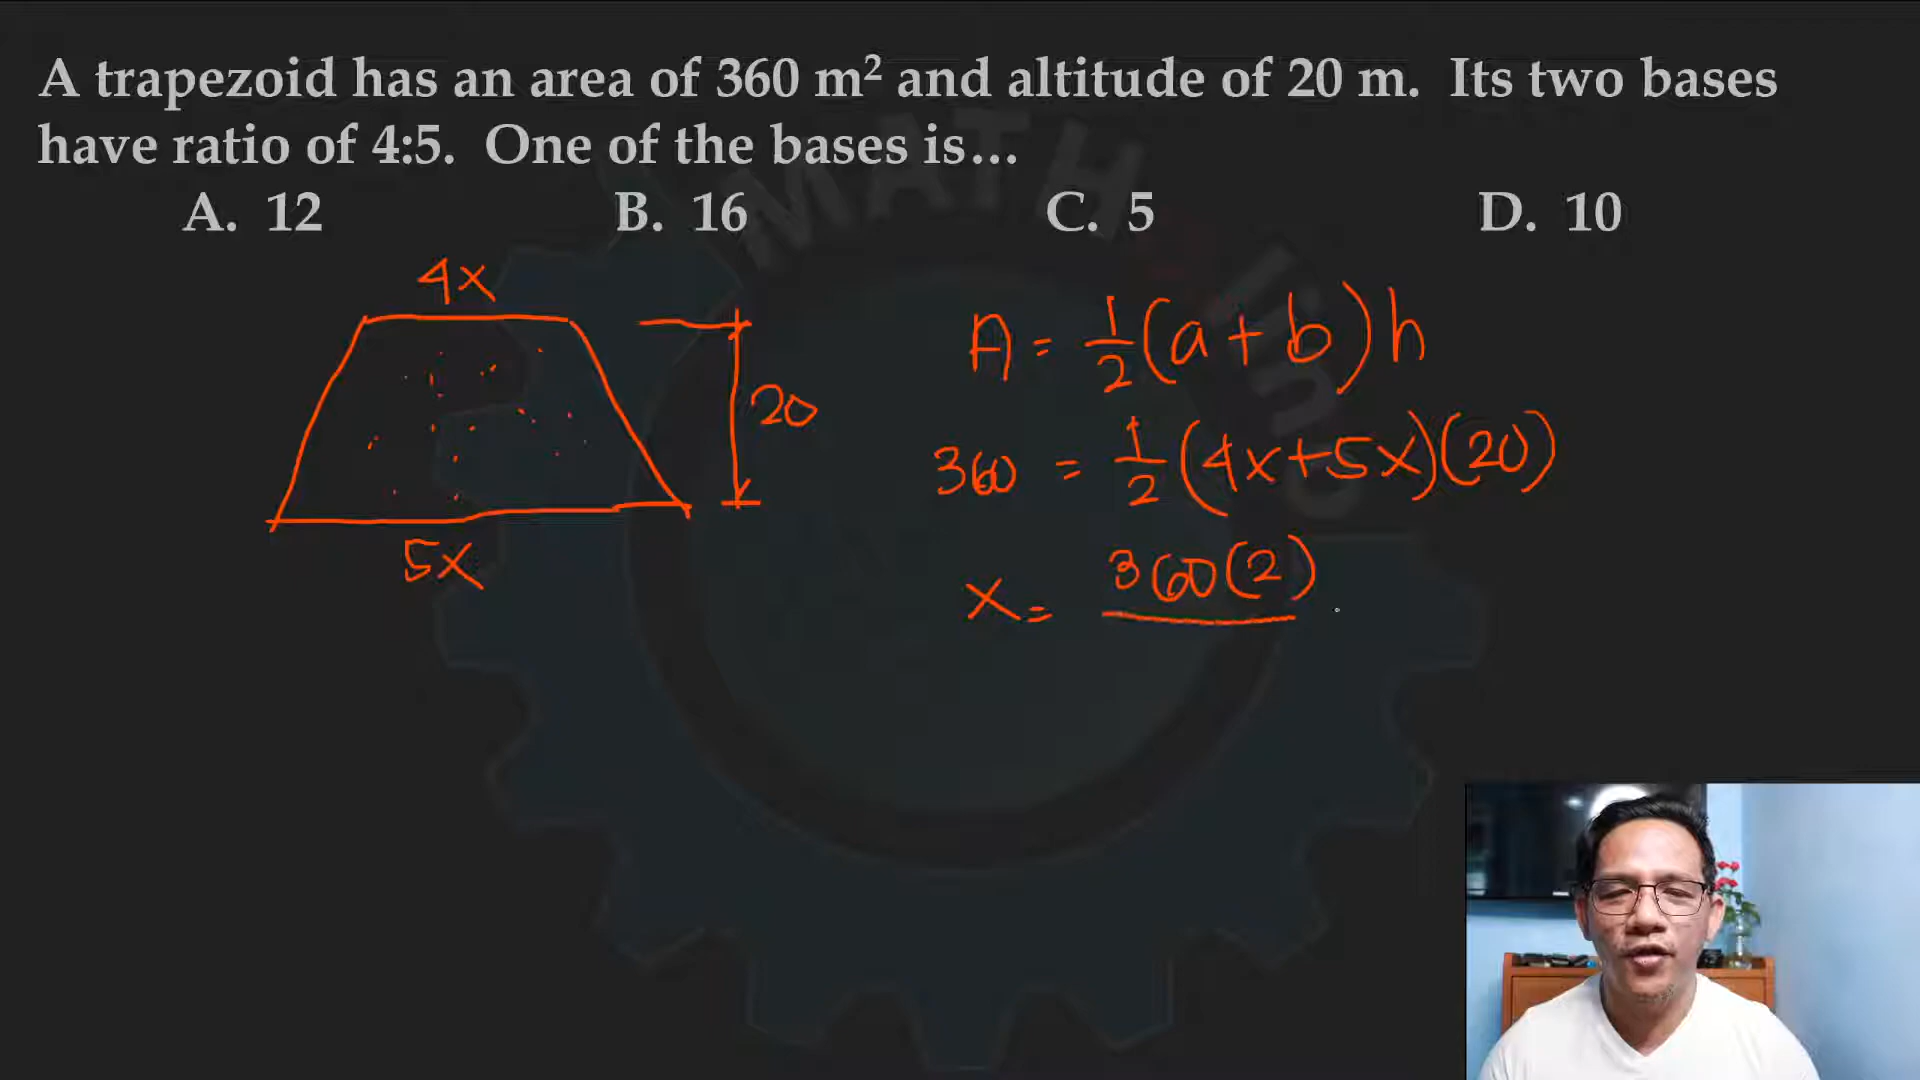 A trapezoid has an area of 360 m² and altitude of 20 m. Its two bases
have ratio of 4:5. One of the bases is...
A. 12 B. 16 C. 5 D. 10
4x
20
5x
A = 1/2 (a + b) h
360 = 1/2 (4x+5x)(20)
x = 360(2)
MATH